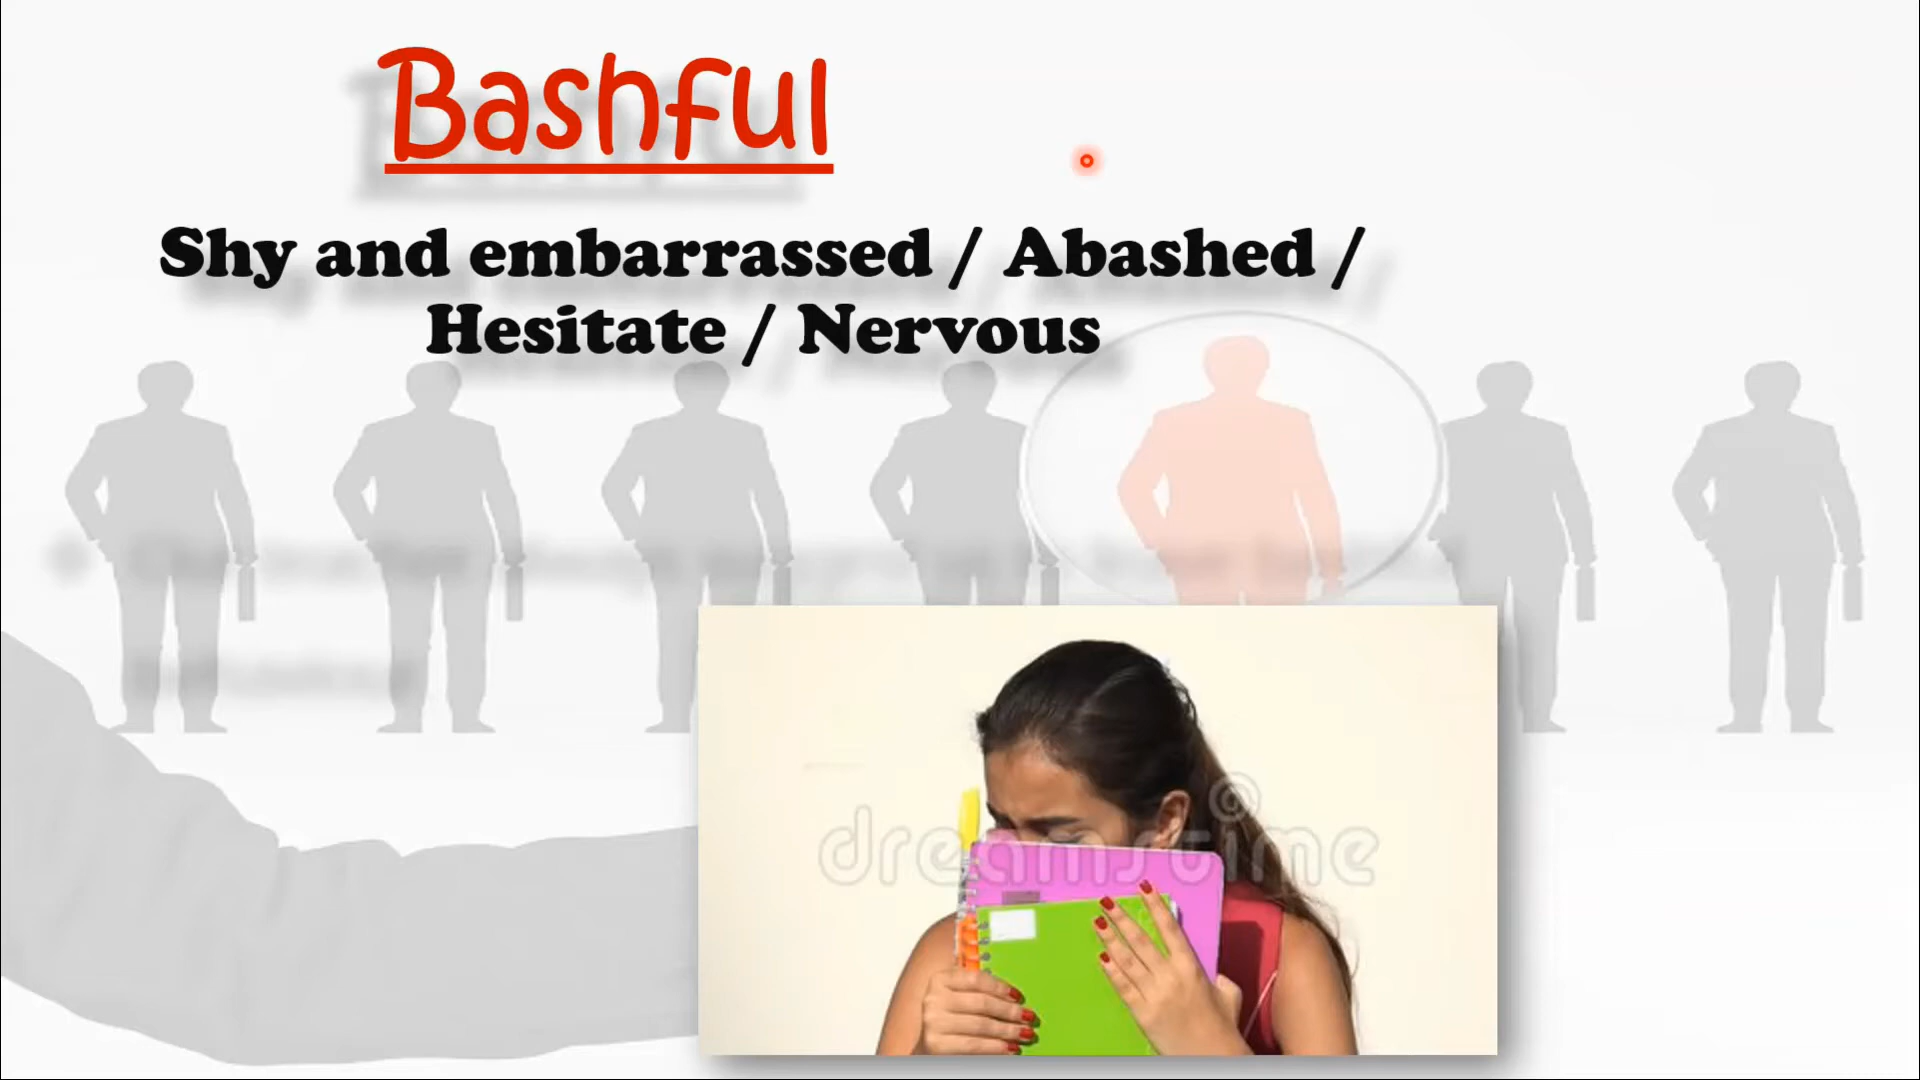 Bashful
Shy and embarrassed / Abashed /
Hesitate / Nervous
dreamstime